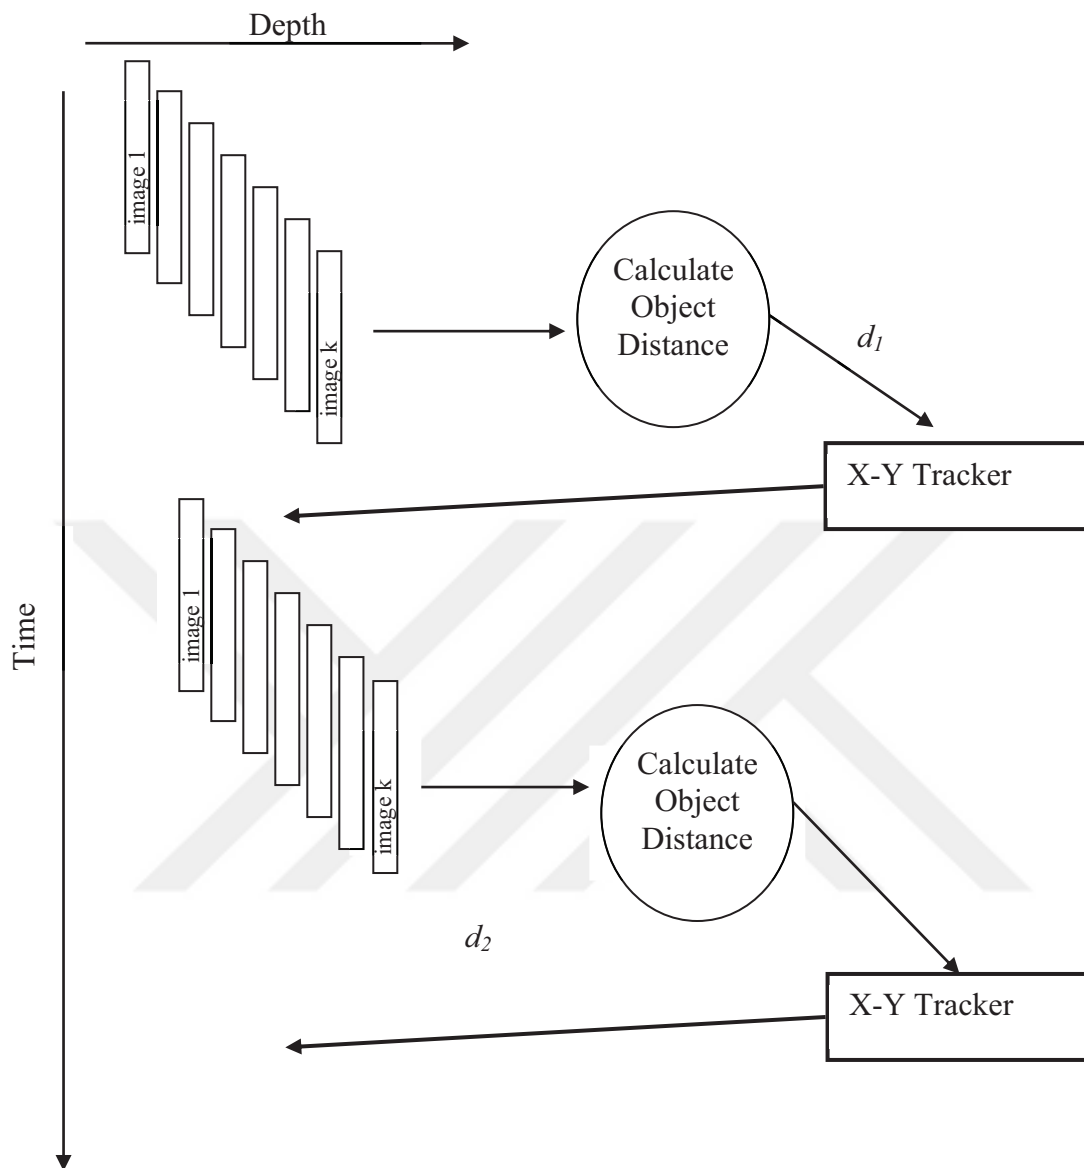 Depth
image 1
image k
Calculate
Object
Distance
d1
X-Y Tracker
Time
image 1
image k
Calculate
Object
Distance
d2
X-Y Tracker